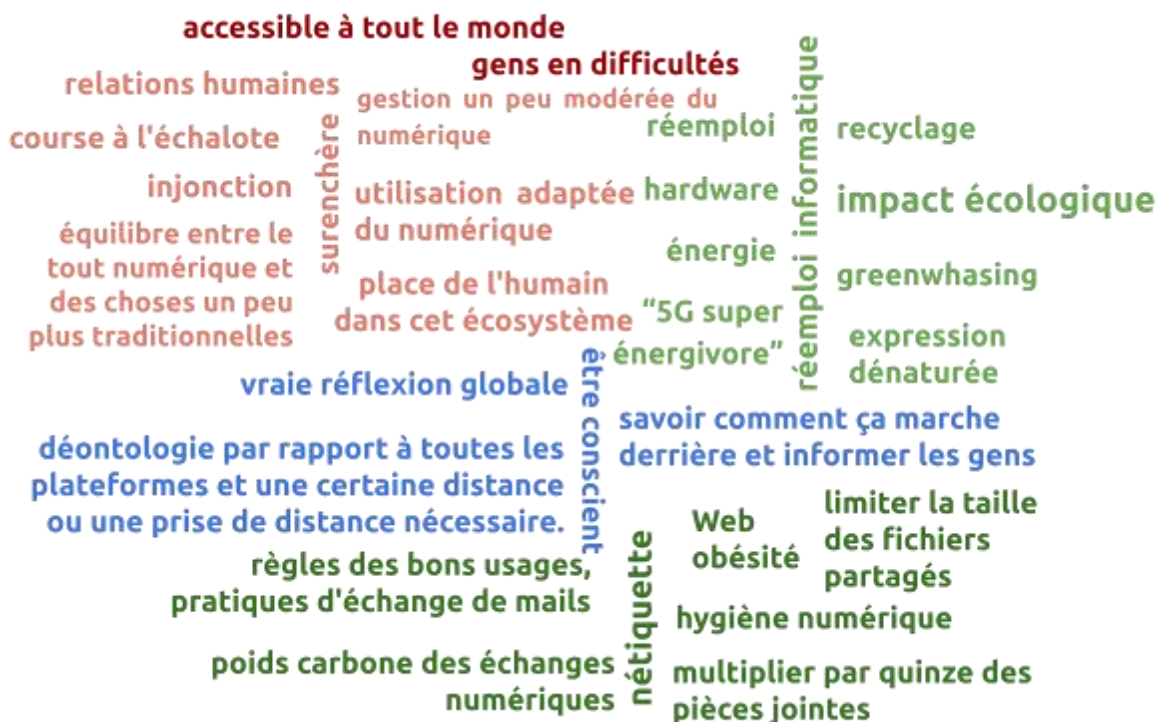 accessible à tout le monde
gens en difficultés
relations humaines
gestion un peu modérée du
numérique
course à l'échalote
surenchère
injonction
utilisation adaptée
du numérique
équilibre entre le
tout numérique et
des choses un peu
plus traditionnelles
place de l'humain
dans cet écosystème
réemploi
réemploi informatique
recyclage
hardware
impact écologique
énergie
greenwhasing
“5G super
énergivore”
expression
dénaturée
vraie réflexion globale
être conscient
savoir comment ça marche
derrière et informer les gens
déontologie par rapport à toutes les
plateformes et une certaine distance
ou une prise de distance nécessaire.
Web
obésité
limiter la taille
des fichiers
partagés
règles des bons usages,
pratiques d'échange de mails
nétiquette
hygiène numérique
poids carbone des échanges
numériques
multiplier par quinze des
pièces jointes